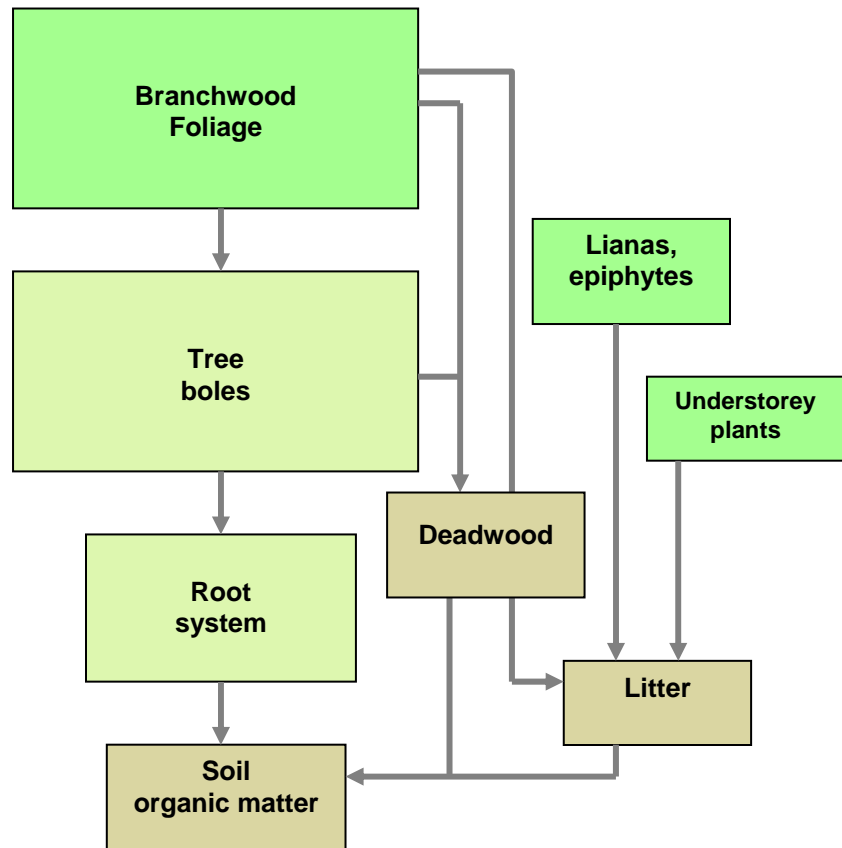 Branchwood
Foliage
Lianas,
epiphytes
Tree
boles
Understorey
plants
Deadwood
Root
system
Litter
Soil
organic matter